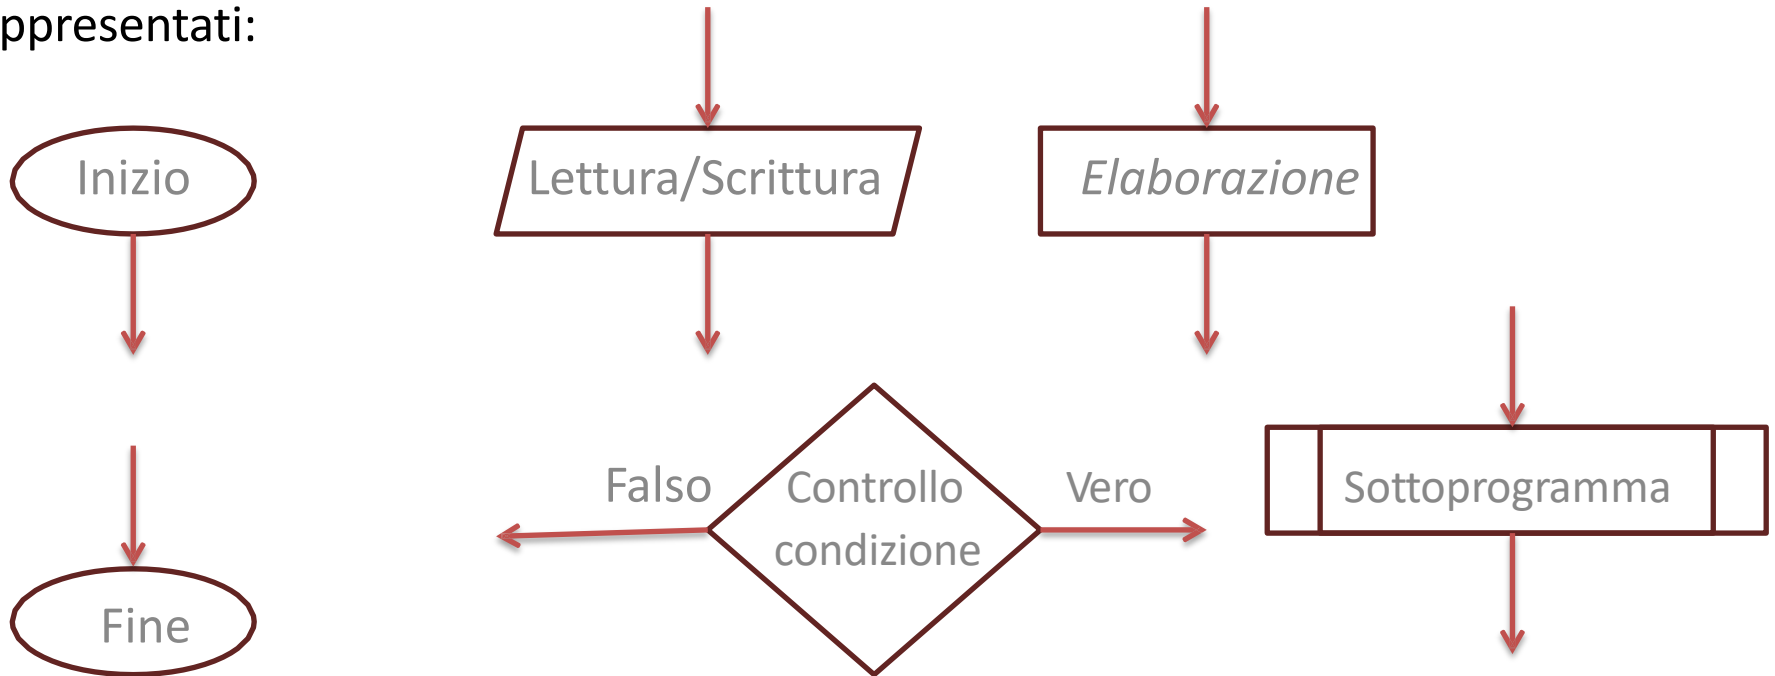 ppresentati:
Inizio
Lettura/Scrittura
Elaborazione
Falso
Controllo
condizione
Vero
Sottoprogramma
Fine